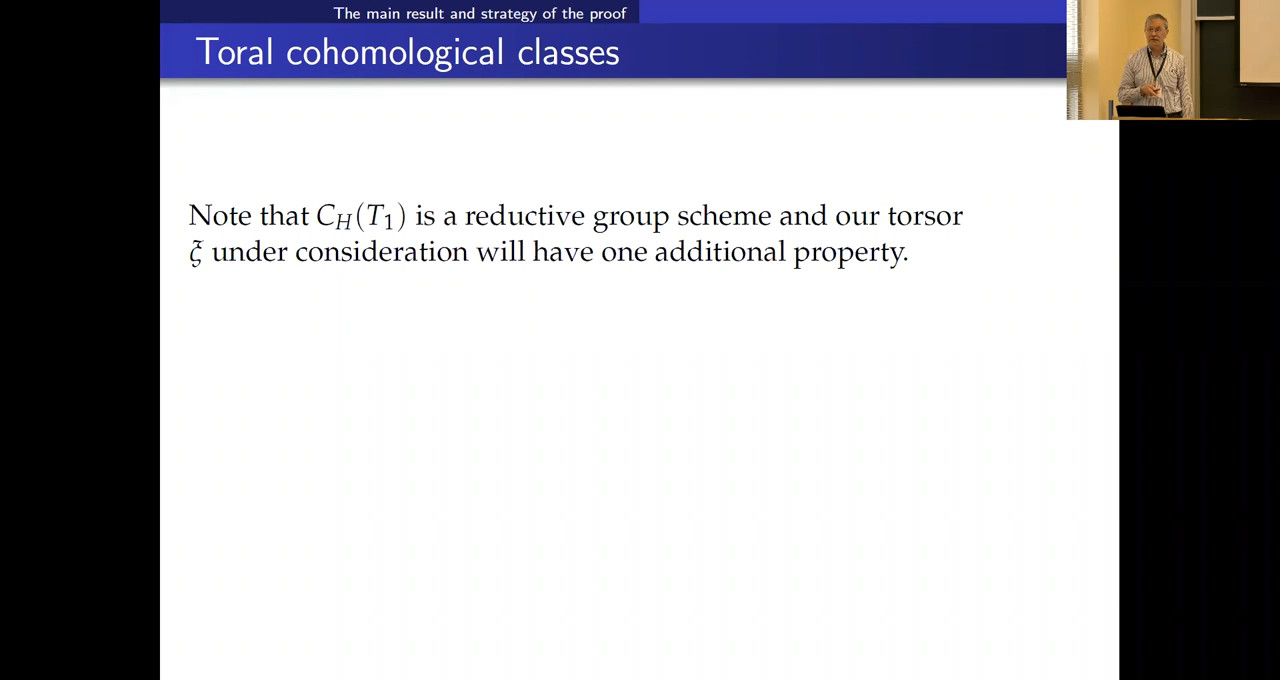 The main result and strategy of the proof
Toral cohomological classes
Note that C_H(T_1) is a reductive group scheme and our torsor
ξ under consideration will have one additional property.